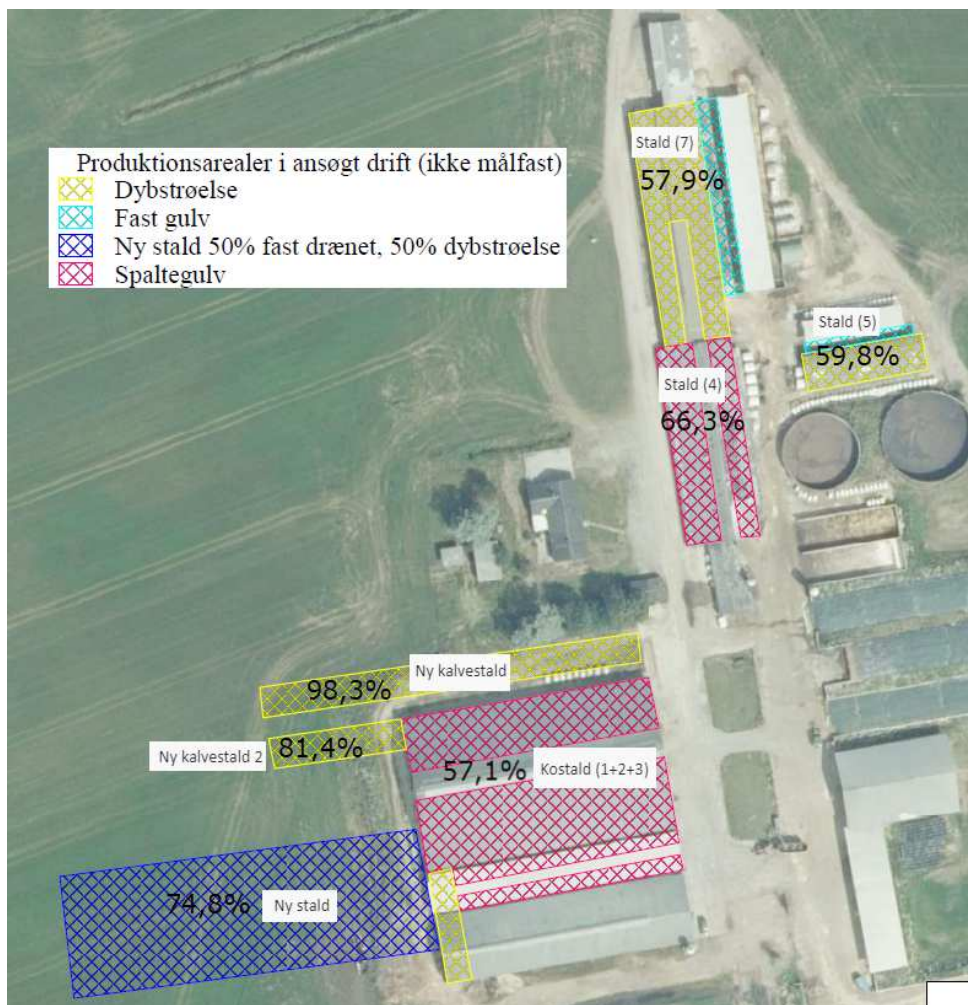 Produktionsarealer i ansøgt drift (ikke målfast)
Dybstrøelse
Fast gulv
Ny stald 50% fast drænet, 50% dybstrøelse
Spaltegulv
Stald (7)
57,9%
Stald (5)
59,8%
Stald (4)
66,3%
Ny kalvestald
98,3%
Ny kalvestald 2
81,4%
57,1%
Kostald (1+2+3)
74,8%
Ny stald